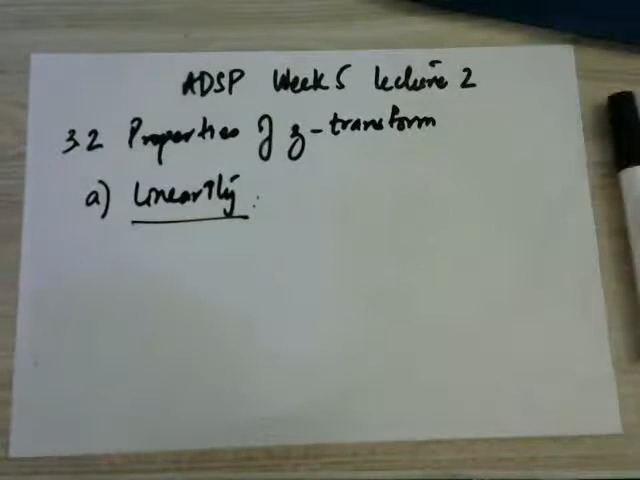 ADSP Week 5 Lecture 2
3.2 Properties of z-transform
a) Linearity: